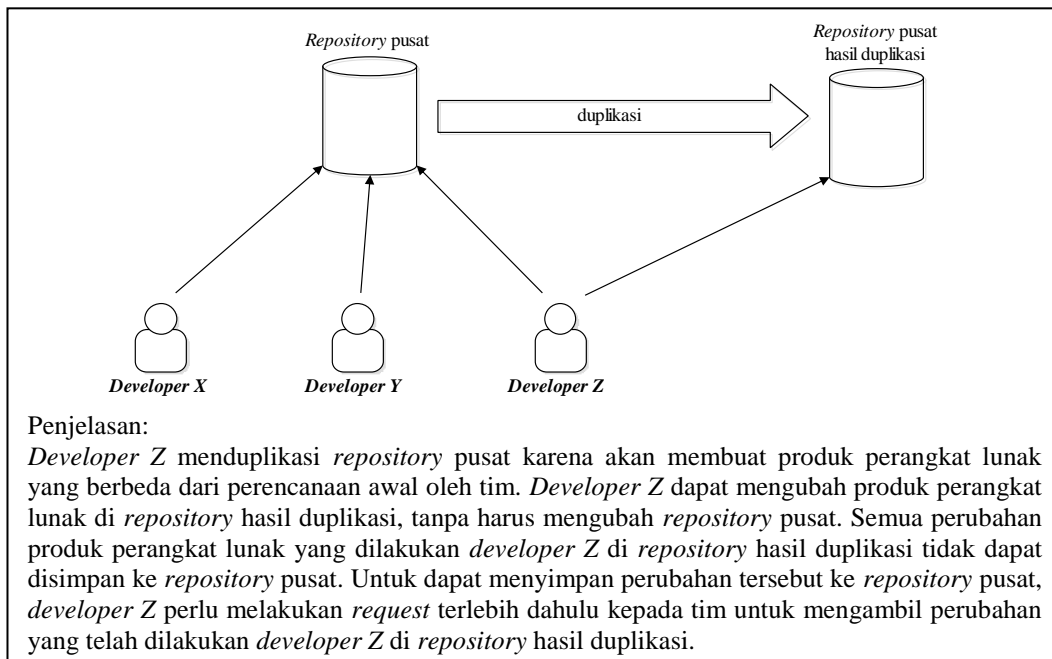 Repository pusat
Repository pusat
hasil duplikasi
duplikasi
Developer X
Developer Y
Developer Z
Penjelasan:
Developer Z menduplikasi repository pusat karena akan membuat produk perangkat lunak
yang berbeda dari perencanaan awal oleh tim. Developer Z dapat mengubah produk perangkat
lunak di repository hasil duplikasi, tanpa harus mengubah repository pusat. Semua perubahan
produk perangkat lunak yang dilakukan developer Z di repository hasil duplikasi tidak dapat
disimpan ke repository pusat. Untuk dapat menyimpan perubahan tersebut ke repository pusat,
developer Z perlu melakukan request terlebih dahulu kepada tim untuk mengambil perubahan
yang telah dilakukan developer Z di repository hasil duplikasi.